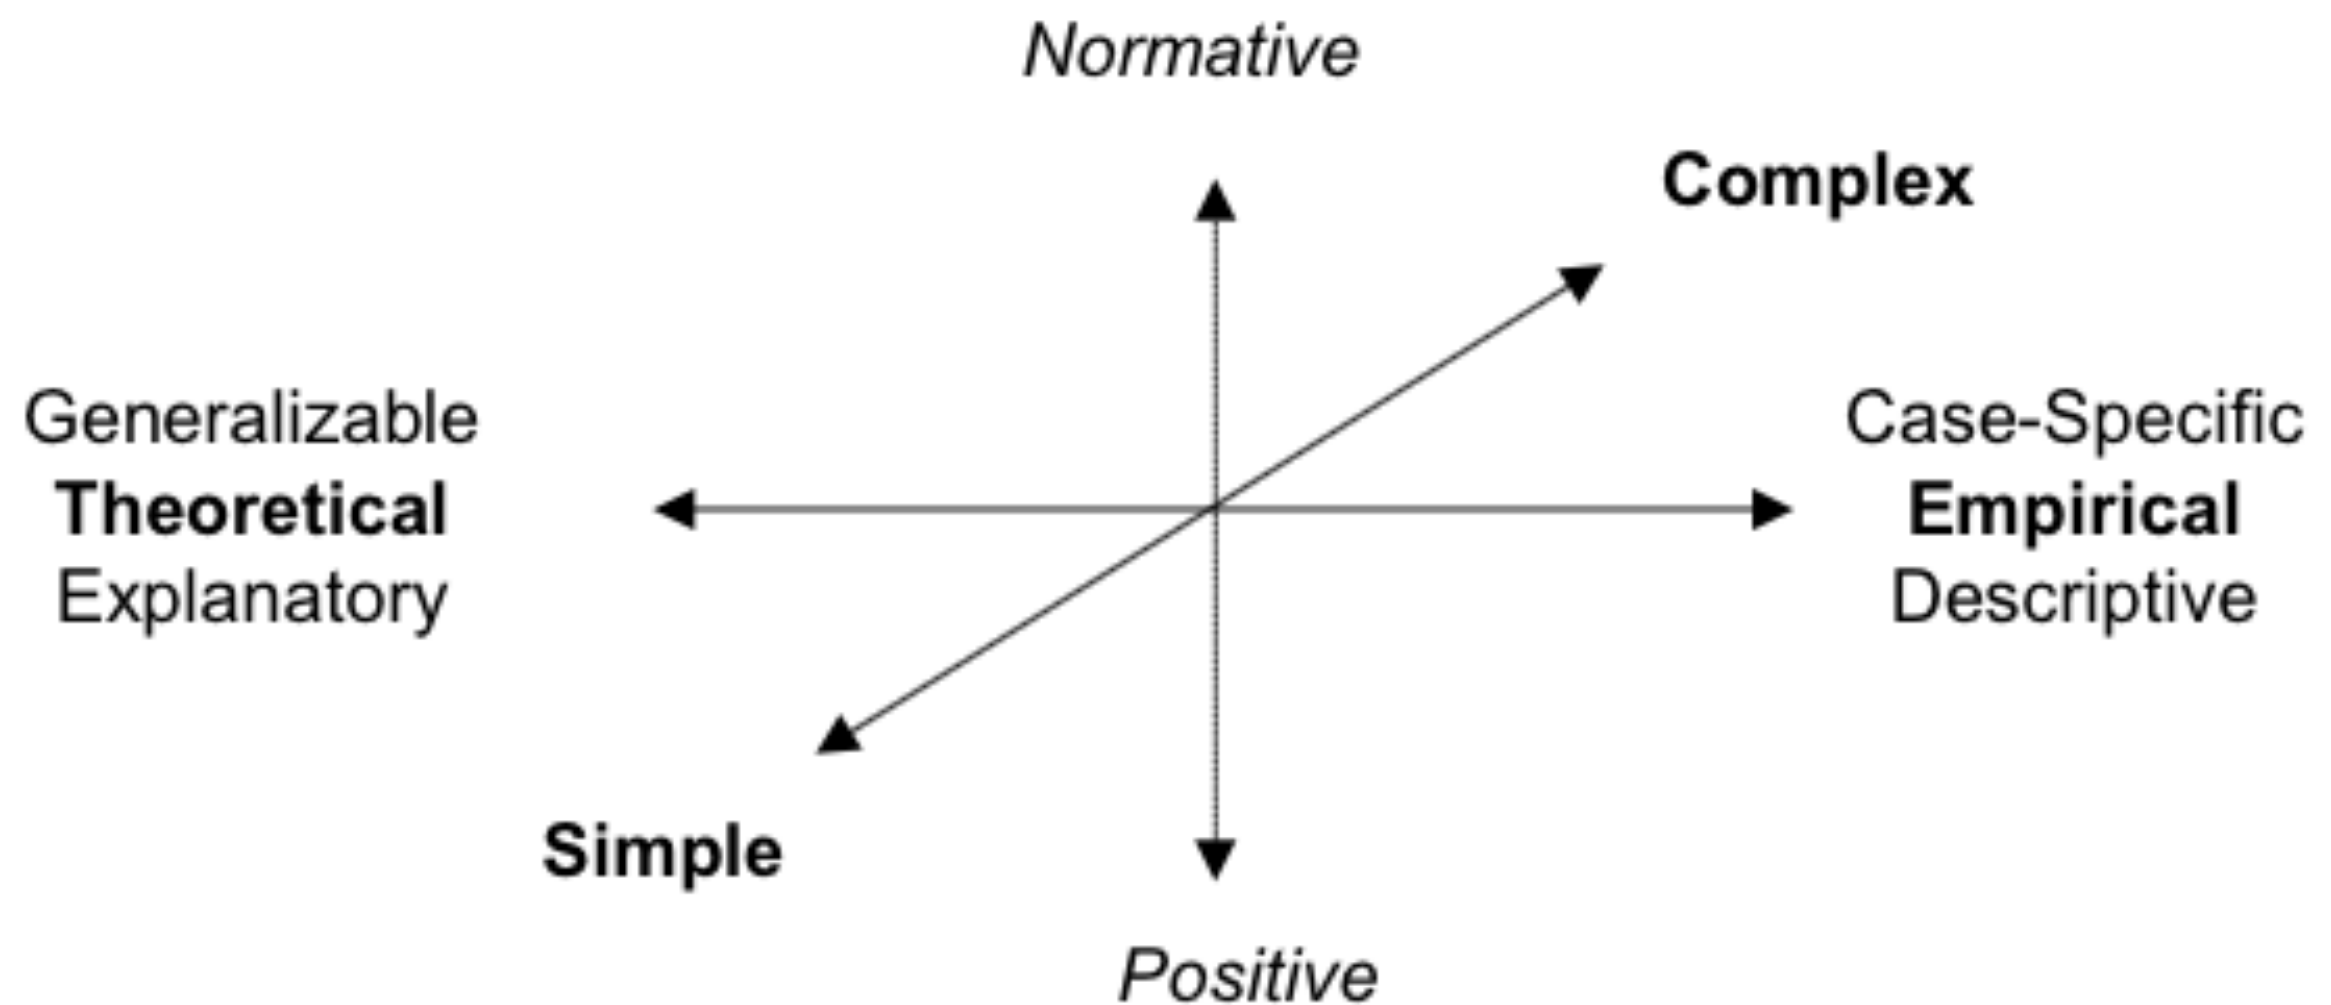 Normative
Complex
Generalizable
Theoretical
Explanatory
Case-Specific
Empirical
Descriptive
Simple
Positive